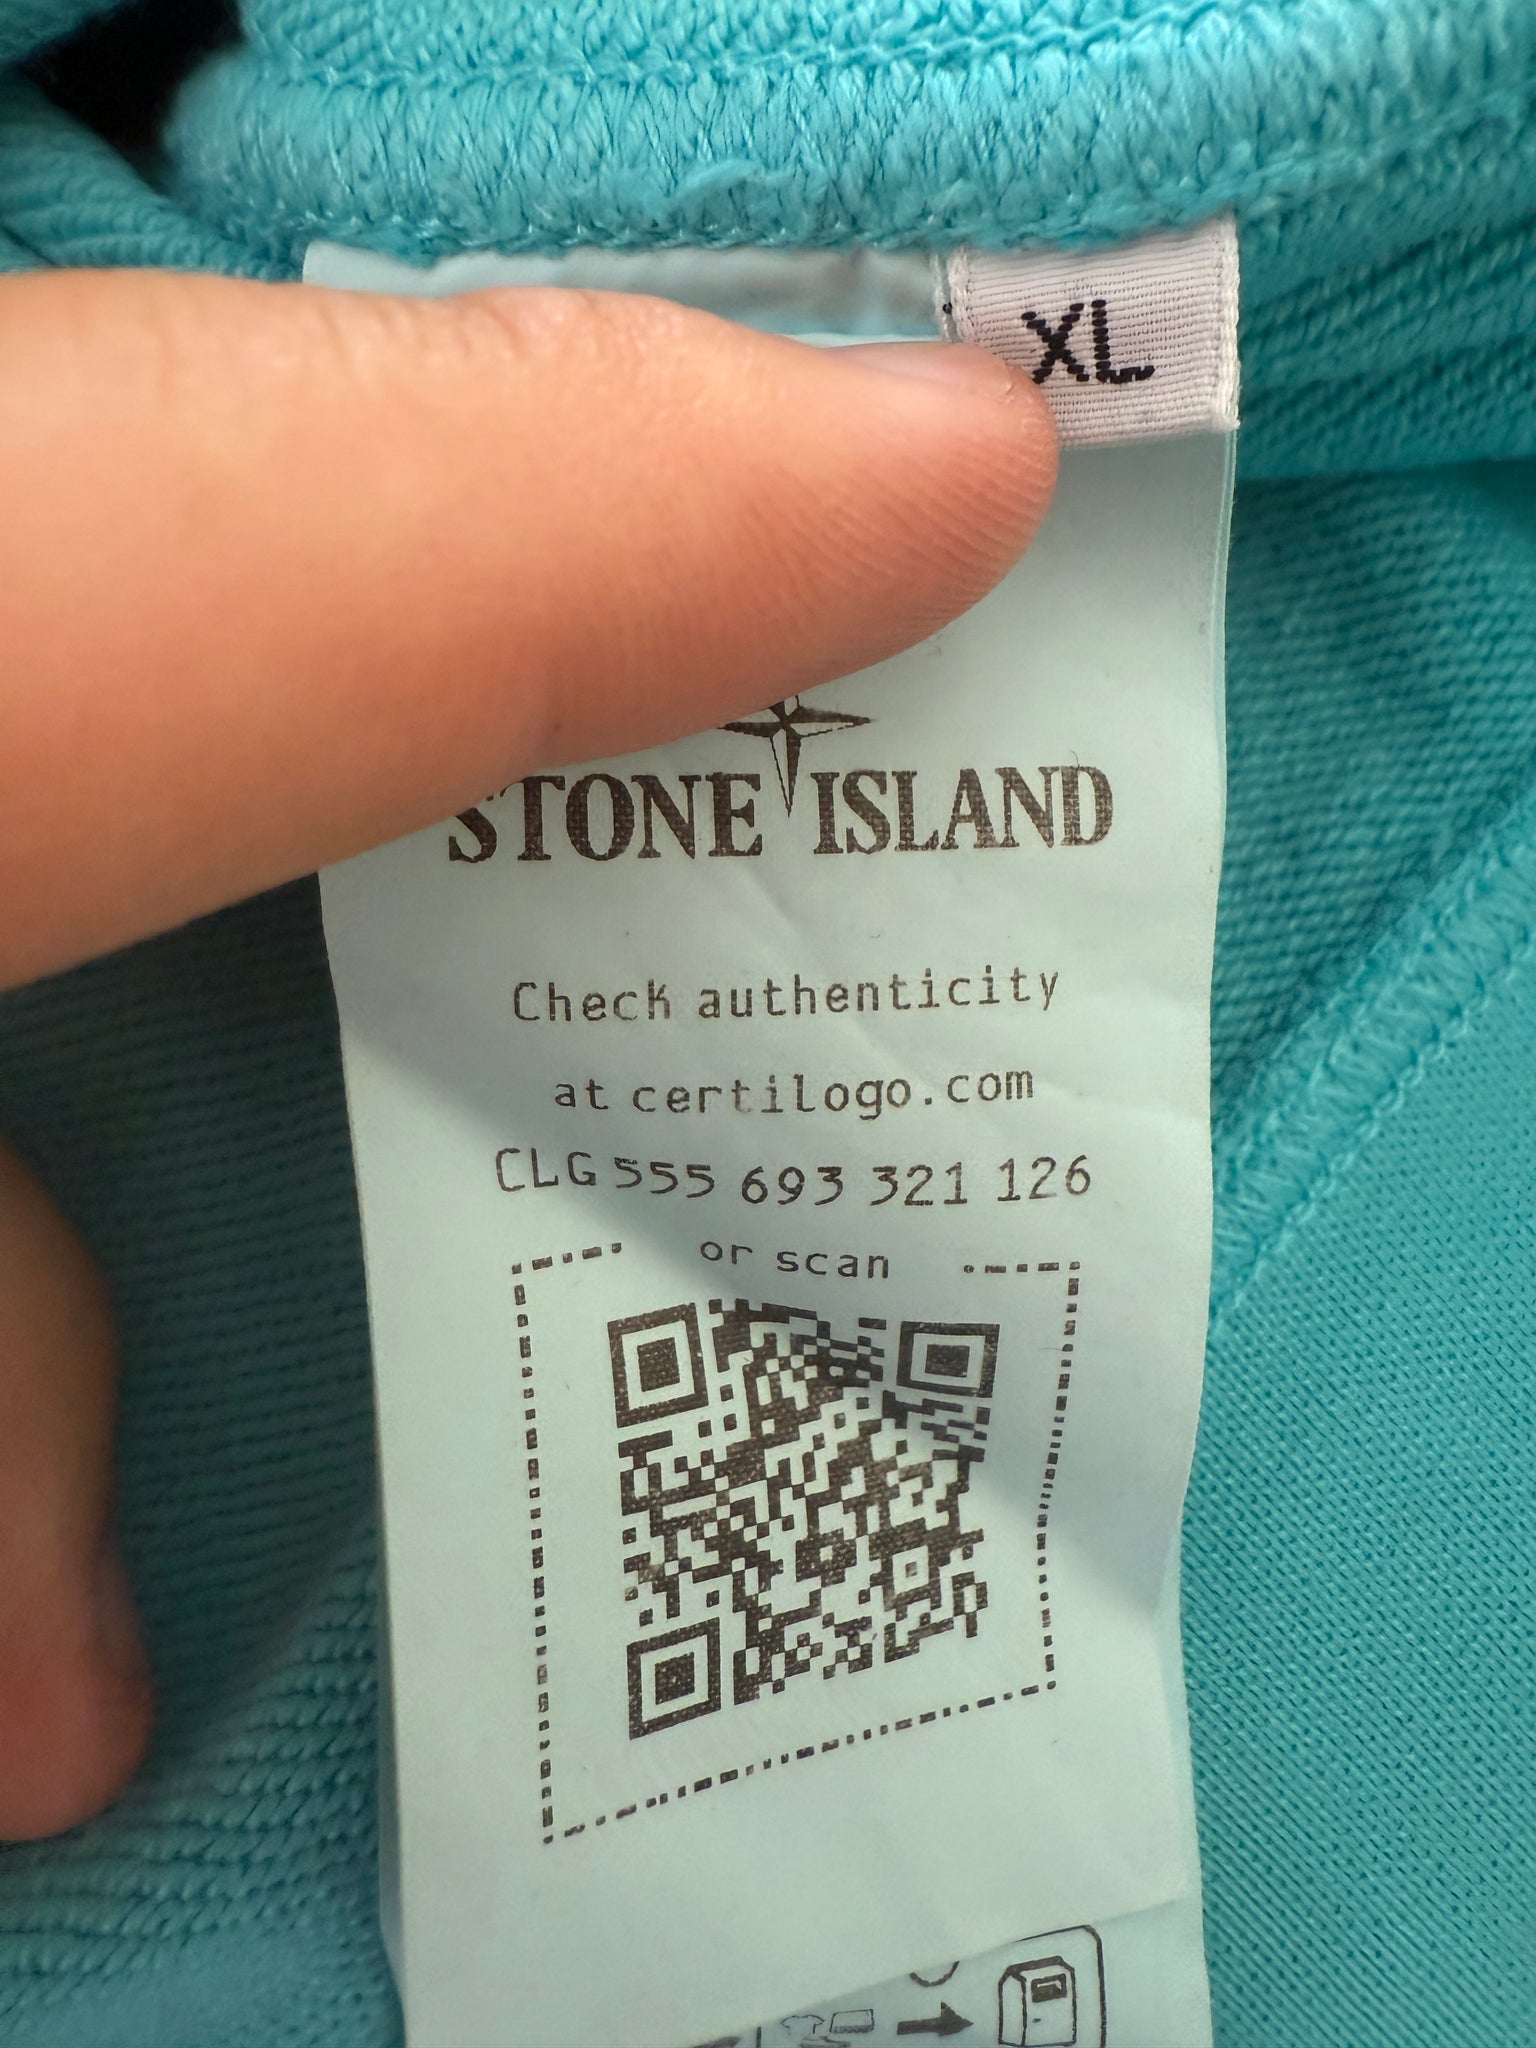 XL
STONE ISLAND
Check authenticity
at certilogo.com
CLG 555 693 321 126
or scan